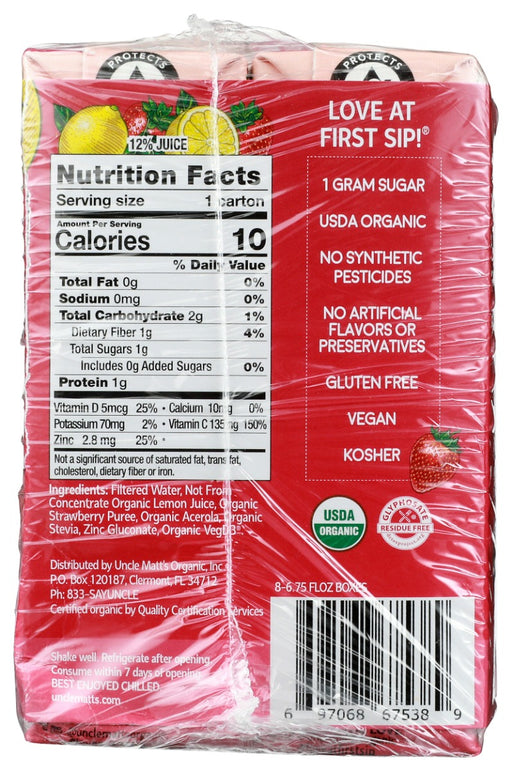 PROTECTS
PROTECTS
12% JUICE
Nutrition Facts
Serving size 1 carton
Amount Per Serving
Calories 10
% Daily Value
Total Fat 0g 0%
Sodium 0mg 0%
Total Carbohydrate 2g 1%
Dietary Fiber 1g 4%
Total Sugars 1g
Includes 0g Added Sugars 0%
Protein 1g
Vitamin D 5mcg 25% • Calcium 10mg 0%
Potassium 70mg 2% • Vitamin C 135mg 150%
Zinc 2.8 mg 25% •
Not a significant source of saturated fat, trans fat,
cholesterol, dietary fiber or iron.
Ingredients: Filtered Water, Not From
Concentrate Organic Lemon Juice, Organic
Strawberry Puree, Organic Acerola, Organic
Stevia, Zinc Gluconate, Organic VegD3®.
Distributed by Uncle Matt's Organic, Inc.
P.O. Box 120187, Clermont, FL 34712
Ph: 833-SAYUNCLE
Certified organic by Quality Certification Services
Shake well. Refrigerate after opening.
Consume within 7 days of opening.
BEST ENJOYED CHILLED
unclematts.com
LOVE AT
FIRST SIP!®
1 GRAM SUGAR
USDA ORGANIC
NO SYNTHETIC
PESTICIDES
NO ARTIFICIAL
FLAVORS OR
PRESERVATIVES
GLUTEN FREE
VEGAN
KOSHER
USDA
ORGANIC
GLYPHOSATE
RESIDUE FREE
8-6.75 FLOZ BOXES
6 97068 67538 9